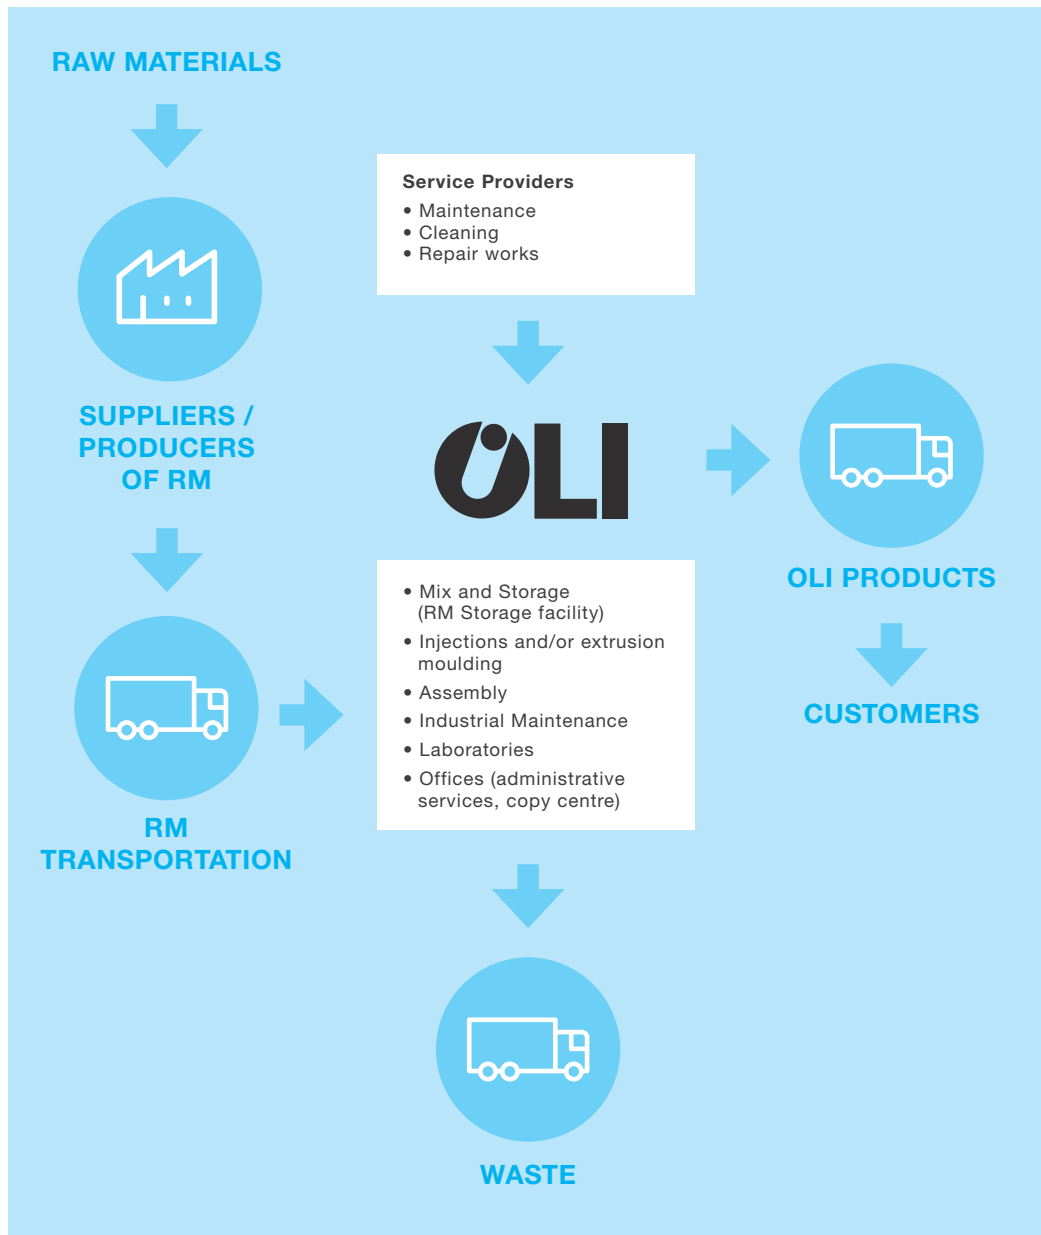 RAW MATERIALS
SUPPLIERS /
PRODUCERS
OF RM
RM
TRANSPORTATION
Service Providers
• Maintenance
• Cleaning
• Repair works
OLI
• Mix and Storage
(RM Storage facility)
• Injections and/or extrusion
moulding
• Assembly
• Industrial Maintenance
• Laboratories
• Offices (administrative
services, copy centre)
WASTE
OLI PRODUCTS
CUSTOMERS